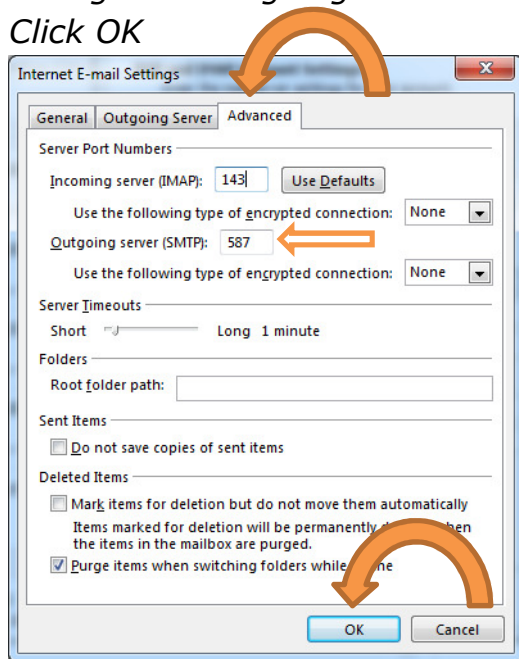 Click OK
Internet E-mail Settings
General Outgoing Server Advanced
Server Port Numbers
Incoming server (IMAP): 143 Use Defaults
Use the following type of encrypted connection: None
Outgoing server (SMTP): 587
Use the following type of encrypted connection: None
Server Timeouts
Short Long 1 minute
Folders
Root folder path:
Sent Items
Do not save copies of sent items
Deleted Items
Mark items for deletion but do not move them automatically
Items marked for deletion will be permanently
the items in the mailbox are purged.
Purge items when switching folders while
OK Cancel